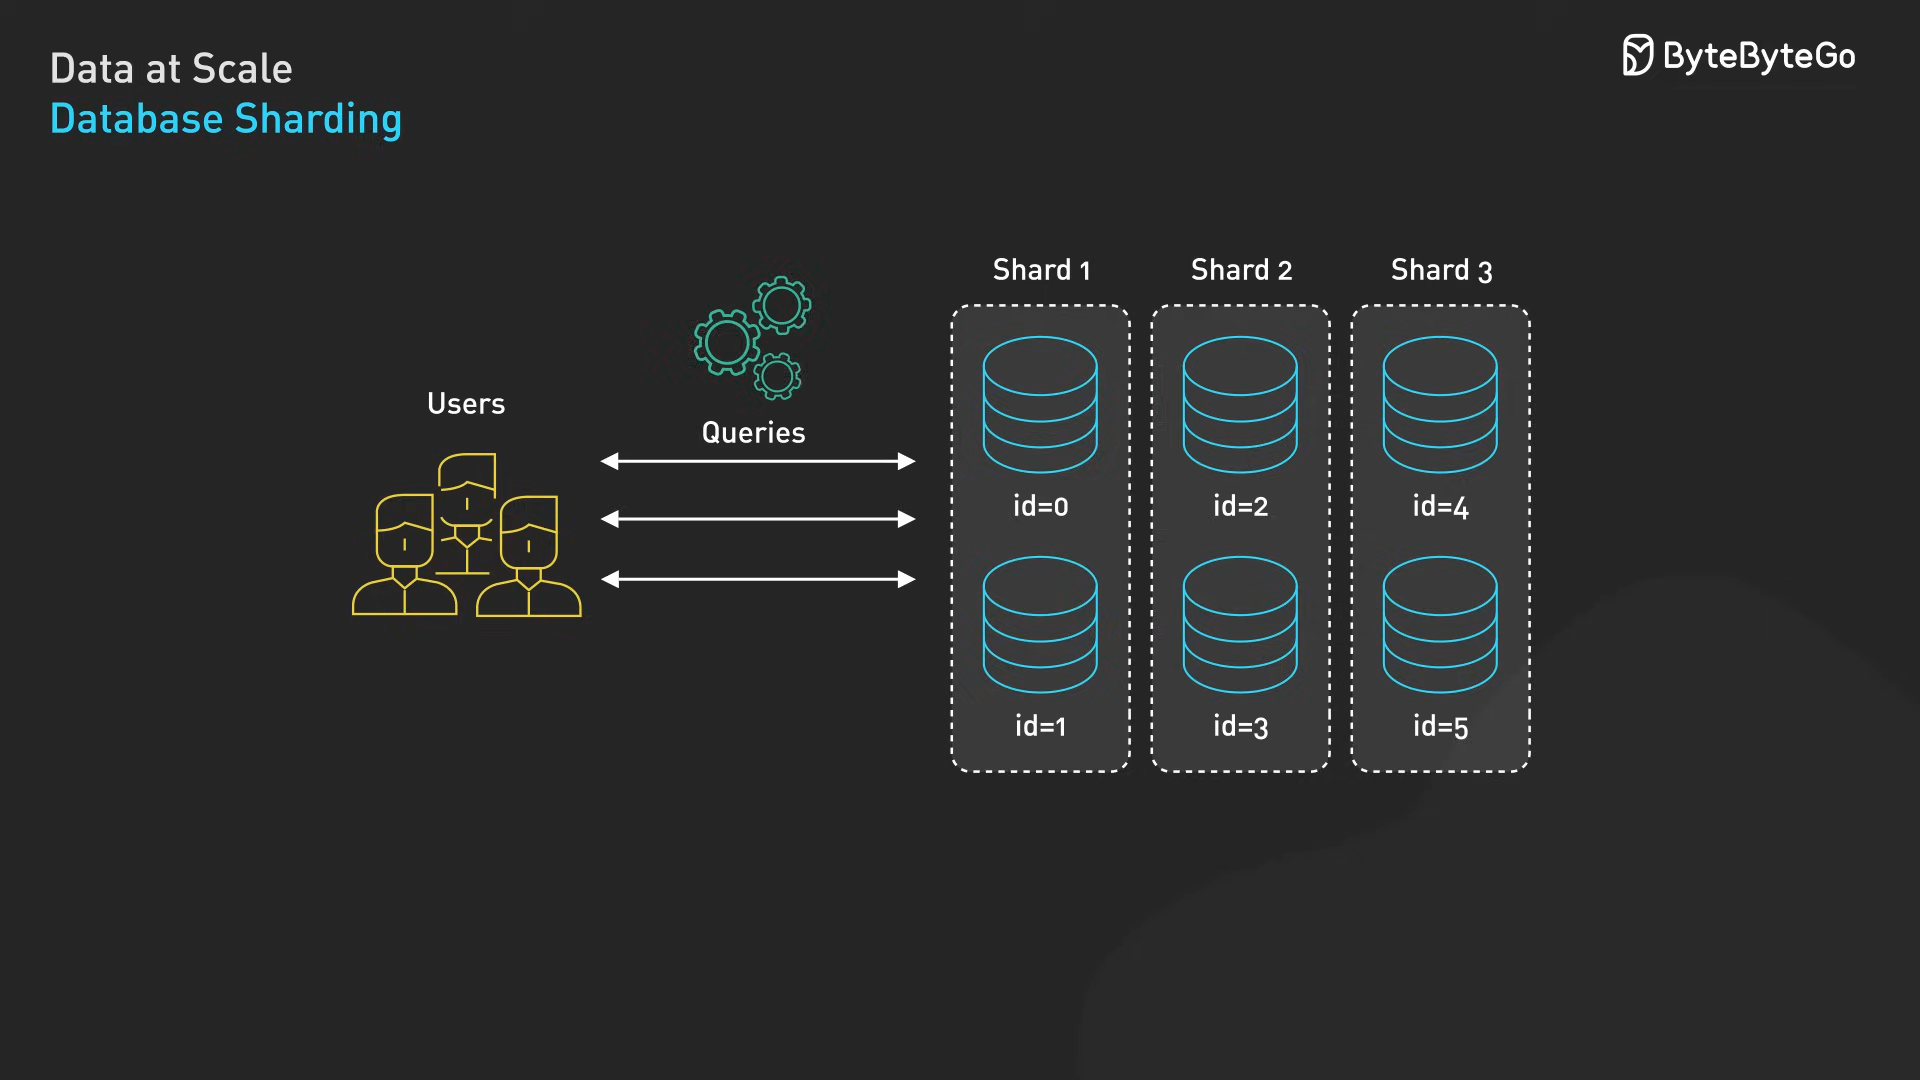 Data at Scale
Database Sharding
ByteByteGo
Users
Queries
Shard 1
Shard 2
Shard 3
id=0
id=2
id=4
id=1
id=3
id=5